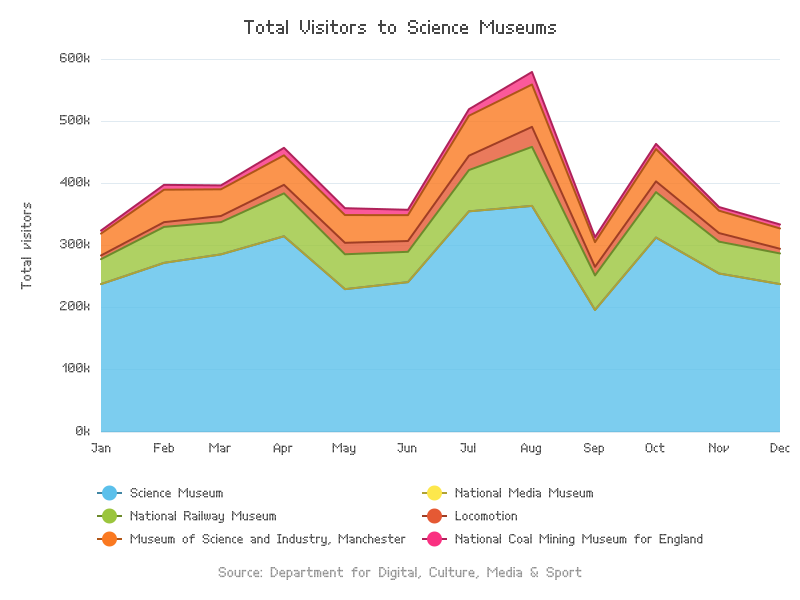 Total Visitors to Science Museums
600k
500k
400k
300k
200k
100k
0k
Total visitors
Jan Feb Mar Apr May Jun Jul Aug Sep Oct Nov Dec
Science Museum National Media Museum
National Railway Museum Locomotion
Museum of Science and Industry, Manchester National Coal Mining Museum for England
Source: Department for Digital, Culture, Media & Sport